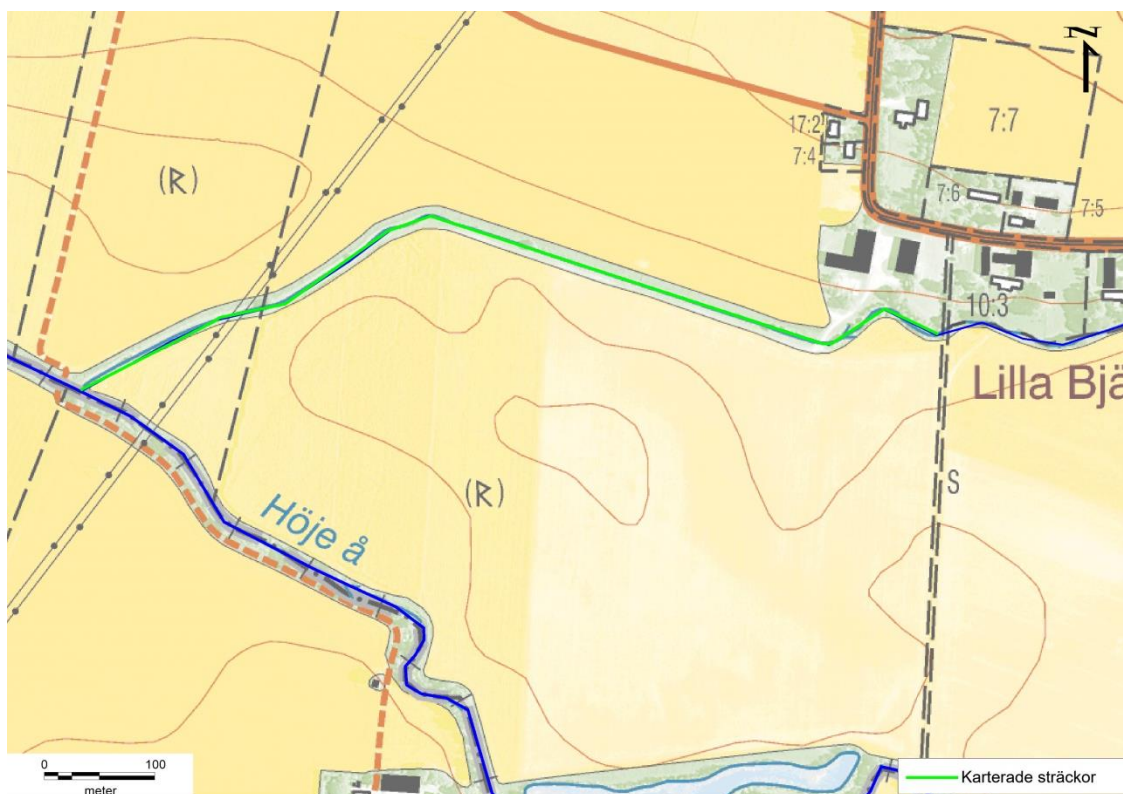 N
17:2
7:4
7:7
7:6
7:5
(R)
10:3
Lilla Bjä
(R)
S
Höje å
0 100
meter
Karterade sträckor